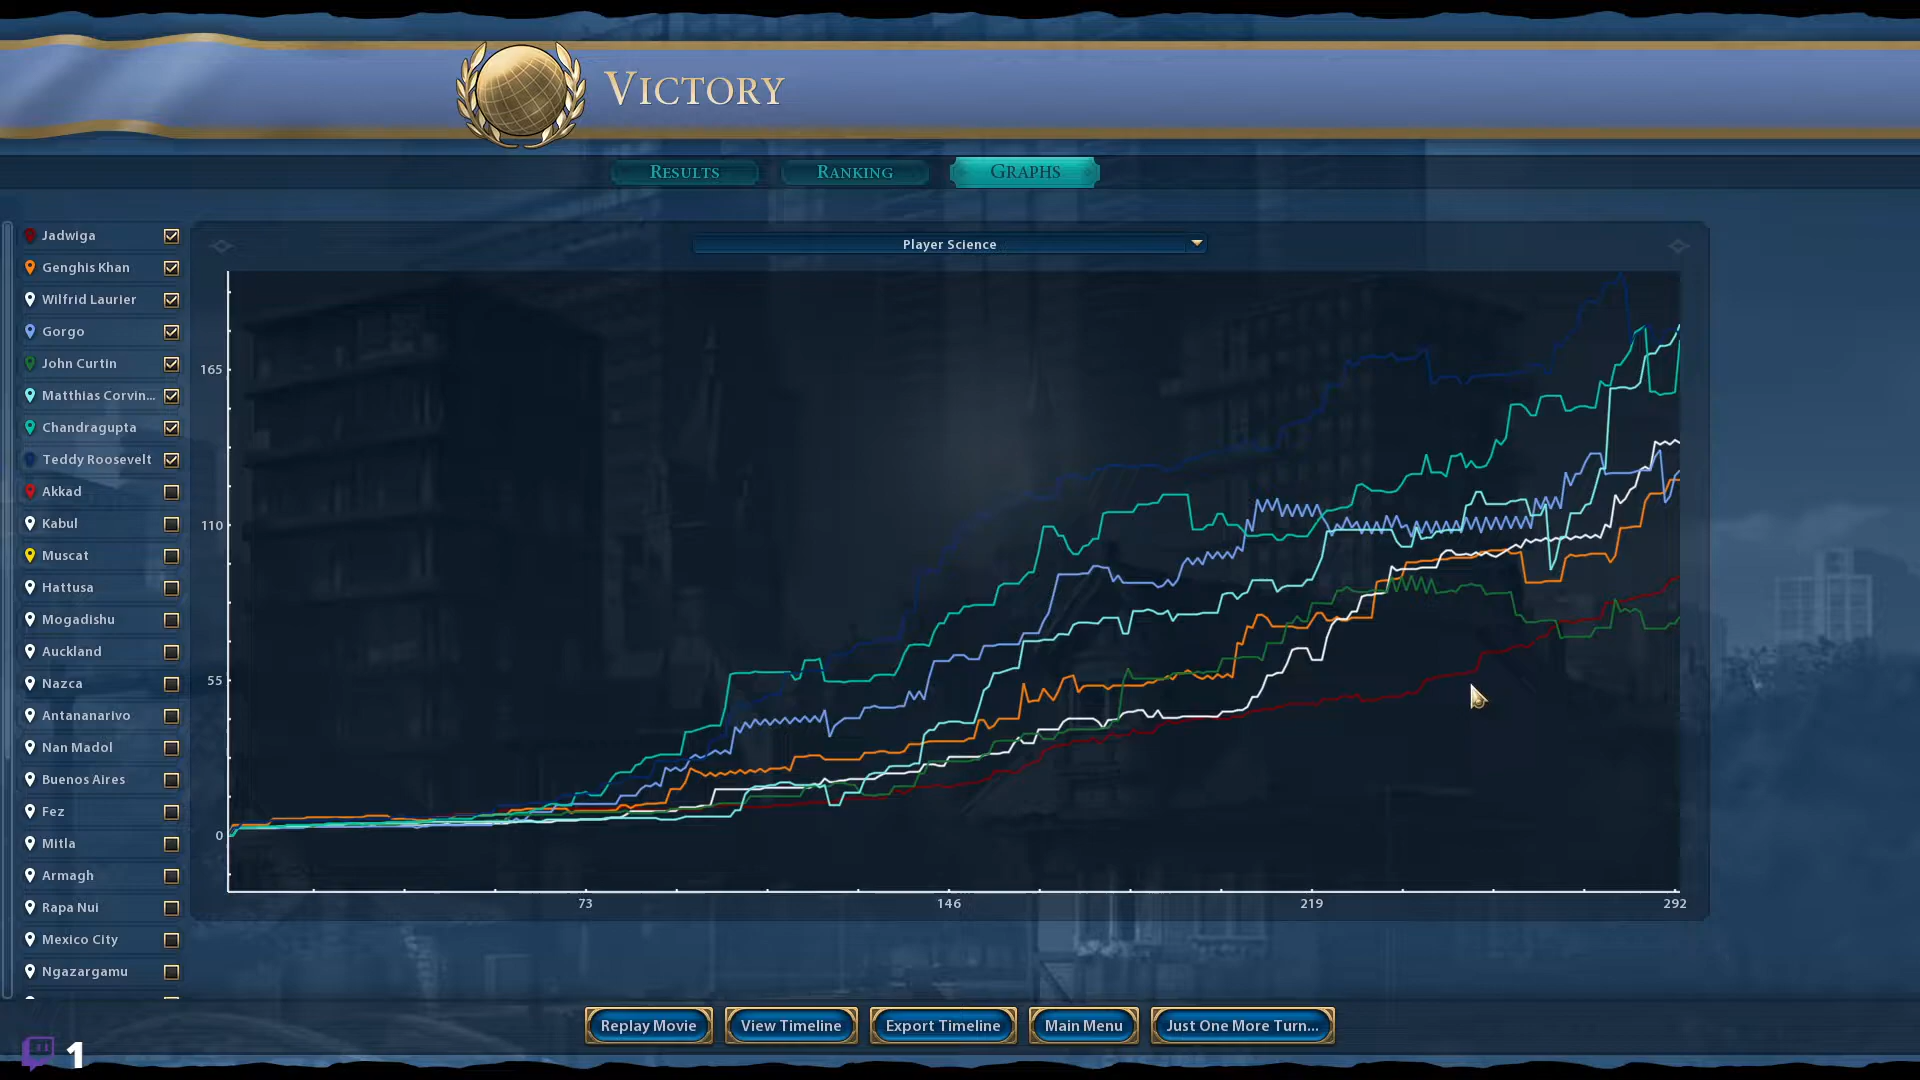 VICTORY
RESULTS
RANKING
GRAPHS
Jadwiga
Genghis Khan
Wilfrid Laurier
Gorgo
John Curtin
Matthias Corvin...
Chandragupta
Teddy Roosevelt
Akkad
Kabul
Muscat
Hattusa
Mogadishu
Auckland
Nazca
Antananarivo
Nan Madol
Buenos Aires
Fez
Mitla
Armagh
Rapa Nui
Mexico City
Ngazargamu
Player Science
165
110
55
0
73
146
219
292
Replay Movie
View Timeline
Export Timeline
Main Menu
Just One More Turn...
1